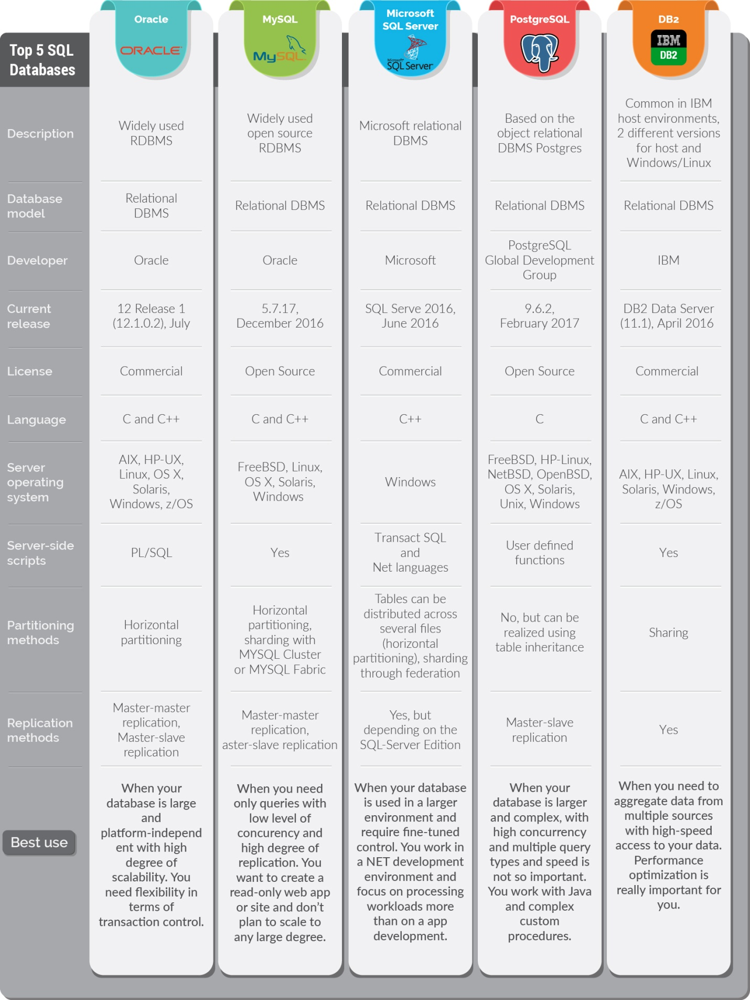 Top 5 SQL
Databases
Oracle
ORACLE
MySQL
MySQL
Microsoft
SQL Server
Microsoft
SQL Server
PostgreSQL
DB2
IBM
DB2
Description
Widely used
RDBMS
Widely used
open source
RDBMS
Microsoft relational
DBMS
Based on the
object relational
DBMS Postgres
Common in IBM
host environments,
2 different versions
for host and
Windows/Linux
Database
model
Relational
DBMS
Relational DBMS
Relational DBMS
Relational DBMS
Relational DBMS
Developer
Oracle
Oracle
Microsoft
PostgreSQL
Global Development
Group
IBM
Current
release
12 Release 1
(12.1.0.2), July
5.7.17,
December 2016
SQL Serve 2016,
June 2016
9.6.2,
February 2017
DB2 Data Server
(11.1), April 2016
License
Commercial
Open Source
Commercial
Open Source
Commercial
Language
C and C++
C and C++
C++
C
C and C++
Server
operating
system
AIX, HP-UX,
Linux, OS X,
Solaris,
Windows, z/OS
FreeBSD, Linux,
OS X, Solaris,
Windows
Windows
FreeBSD, HP-Linux,
NetBSD, OpenBSD,
OS X, Solaris,
Unix, Windows
AIX, HP-UX, Linux,
Solaris, Windows,
z/OS
Server-side
scripts
PL/SQL
Yes
Transact SQL
and
Net languages
User defined
functions
Yes
Partitioning
methods
Horizontal
partitioning
Horizontal
partitioning,
sharding with
MYSQL Cluster
or MYSQL Fabric
Tables can be
distributed across
several files
(horizontal
partitioning), sharding
through federation
No, but can be
realized using
table inheritance
Sharing
Replication
methods
Master-master
replication,
Master-slave
replication
Master-master
replication,
aster-slave replication
Yes, but
depending on the
SQL-Server Edition
Master-slave
replication
Yes
Best use
When your
database is large
and
platform-independ
ent with high
degree of
scalability. You
need flexibility in
terms of
transaction control.
When you need
only queries with
low level of
concurency and
high degree of
replication. You
want to create a
read-only web app
or site and don't
plan to scale to
any large degree.
When your database
is used in a larger
environment and
require fine-tuned
control. You work in
a NET development
environment and
focus on processing
workloads more
than on a app
development.
When your
database is larger
and complex, with
high concurrency
and multiple query
types and speed is
not so important.
You work with Java
and complex
custom
procedures.
When you need to
aggregate data from
multiple sources
with high-speed
access to your data.
Performance
optimization is
really important for
you.